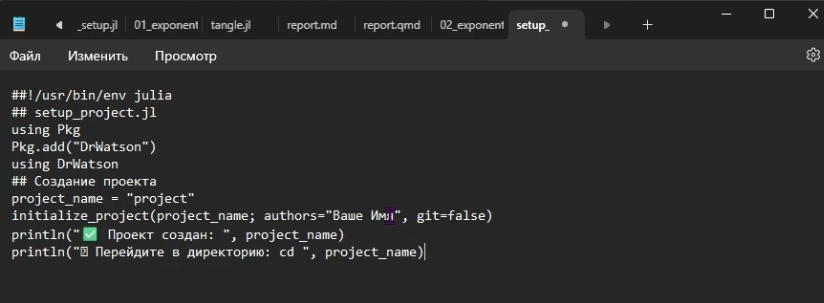 _setup.jl 01_exponent tangle.jl report.md report.qmd 02_exponent setup_
Файл Изменить Просмотр
##!/usr/bin/env julia
## setup_project.jl
using Pkg
Pkg.add("DrWatson")
using DrWatson
## Создание проекта
project_name = "project"
initialize_project(project_name; authors="Ваше Имя", git=false)
println("✅ Проект создан: ", project_name)
println(" Перейдите в директорию: cd ", project_name)